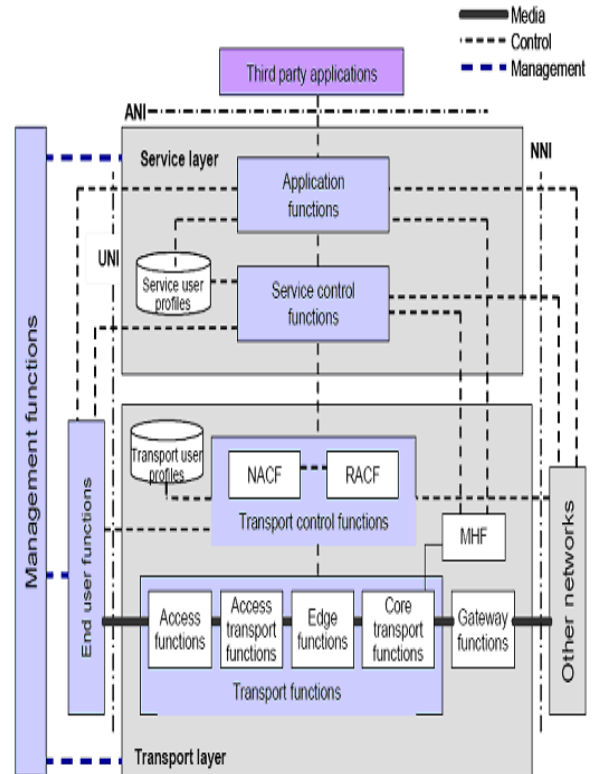 Media
Control
Management
Third party applications
ANI
NNI
Service layer
Application
functions
UNI
Service user
profiles
Service control
functions
Management functions
End user functions
Transport user
profiles
NACF
RACF
Transport control functions
MHF
Other networks
Access
functions
Access
transport
functions
Edge
functions
Core
transport
functions
Gateway
functions
Transport functions
Transport layer